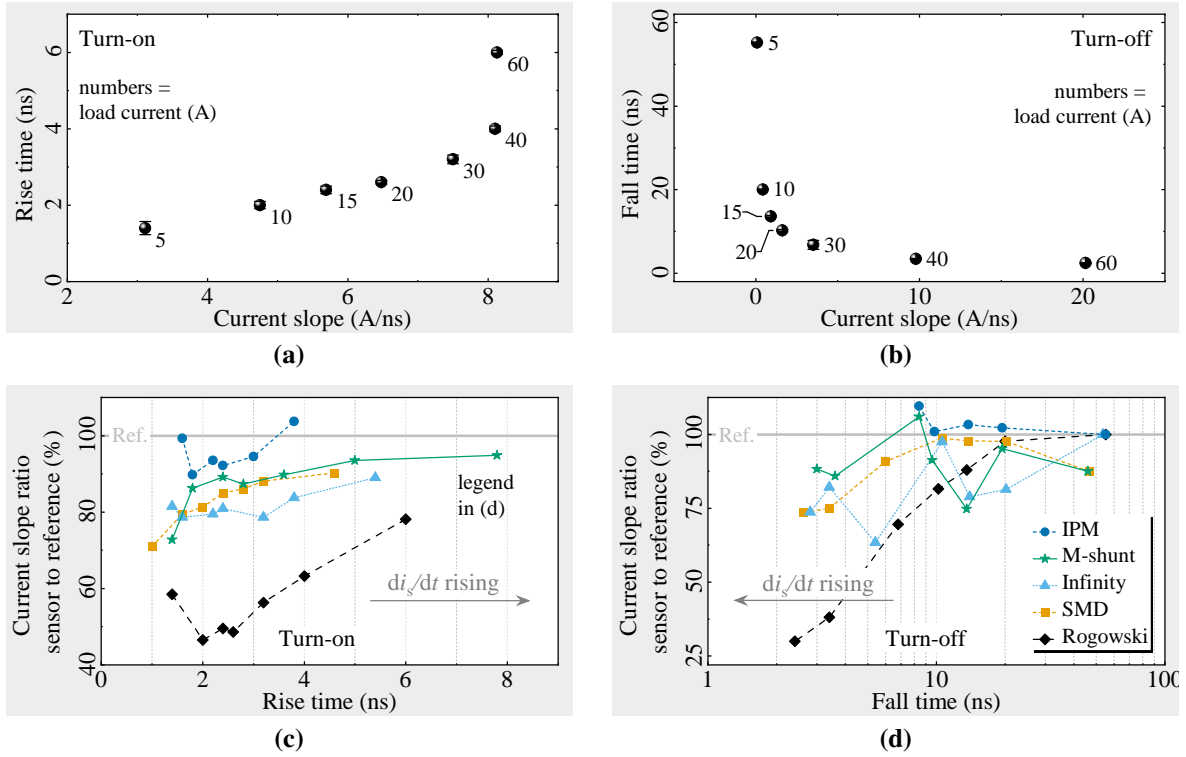 Turn-on
numbers =
load current (A)
60
40
30
20
15
10
5
0 2 4 6
Rise time (ns)
2 4 6 8
Current slope (A/ns)
(a)
Turn-off
numbers =
load current (A)
5
10
15
20
30
40
60
0 20 40 60
Fall time (ns)
0 10 20
Current slope (A/ns)
(b)
Ref.
legend
in (d)
di_s/dt rising
Turn-on
40 60 80 100
Current slope ratio
sensor to reference (%)
0 2 4 6 8
Rise time (ns)
(c)
Ref.
IPM
M-shunt
Infinity
SMD
Rogowski
di_s/dt rising
Turn-off
25 50 75 100
Current slope ratio
sensor to reference (%)
1 10 100
Fall time (ns)
(d)